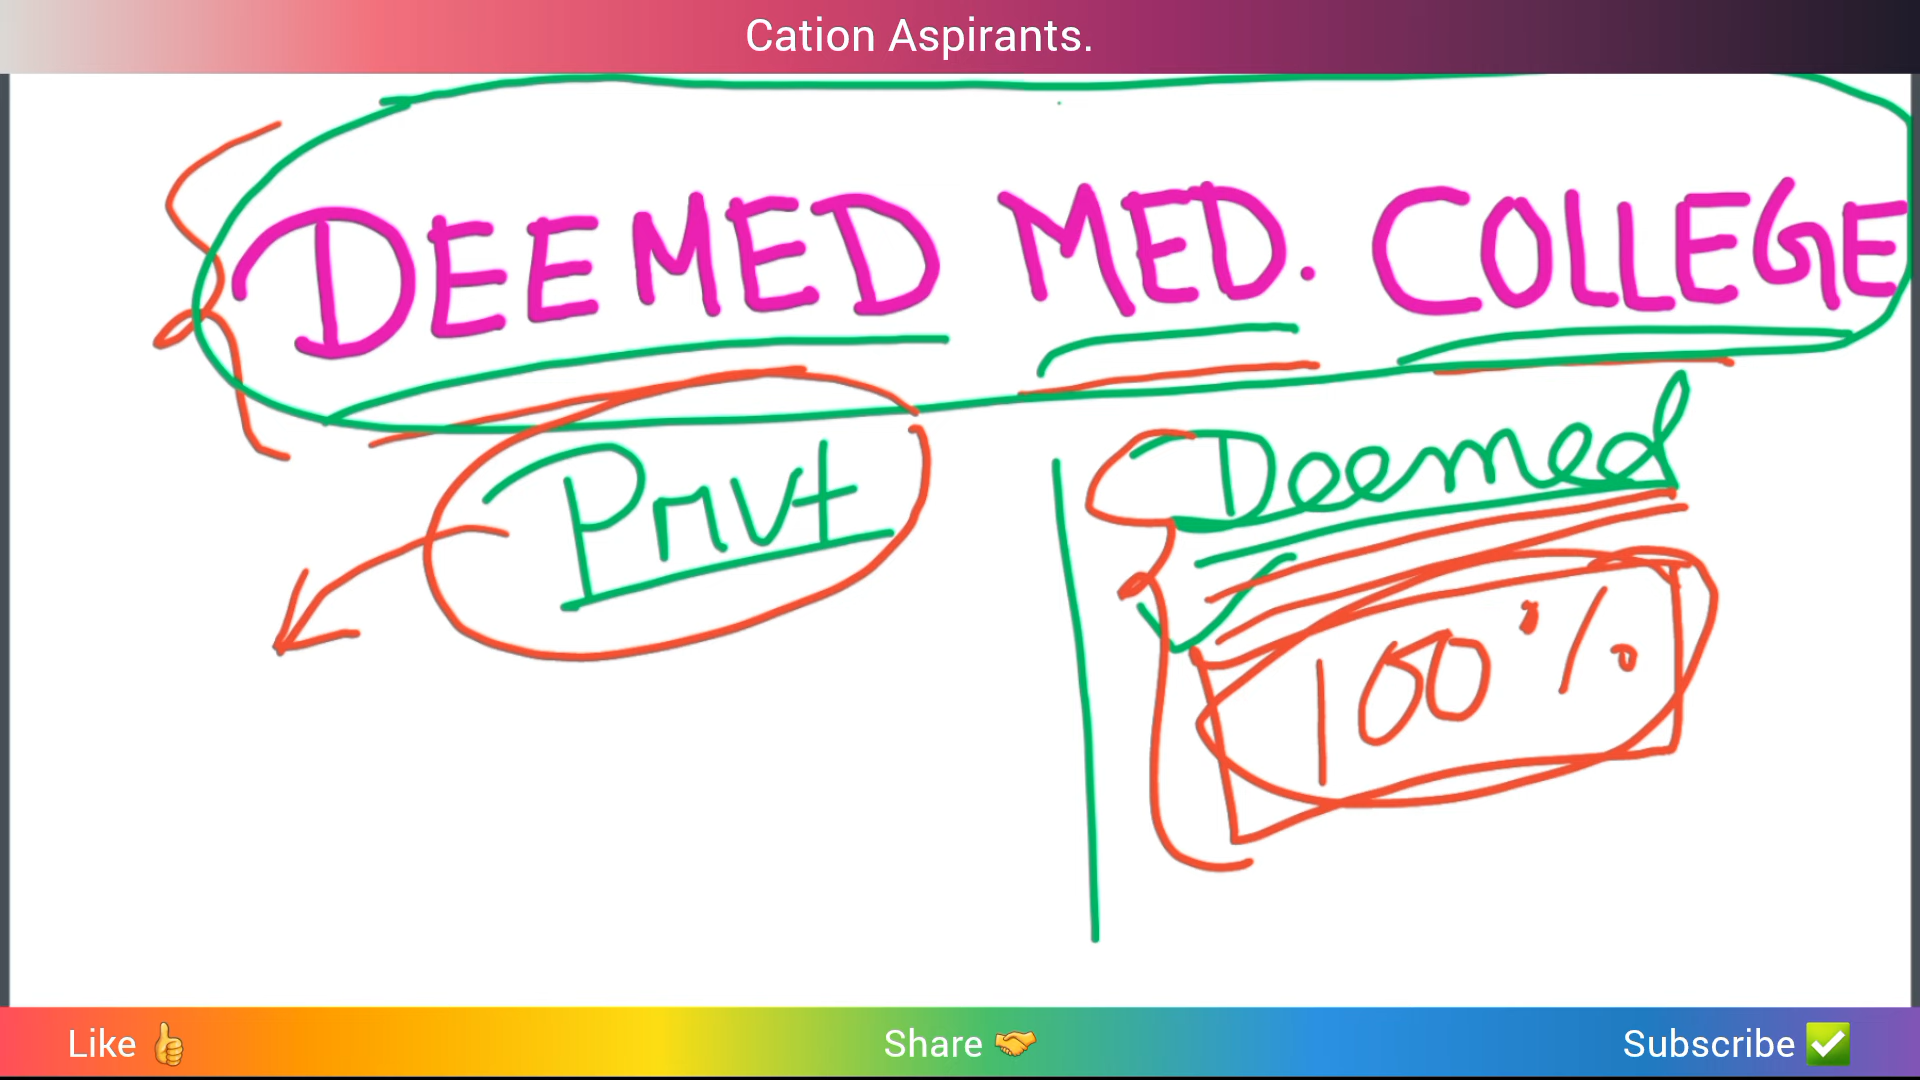 Cation Aspirants.
DEEMED MED. COLLEGE
Prvt
Deemed
100%
Like 👍
Share 🤝
Subscribe ✅